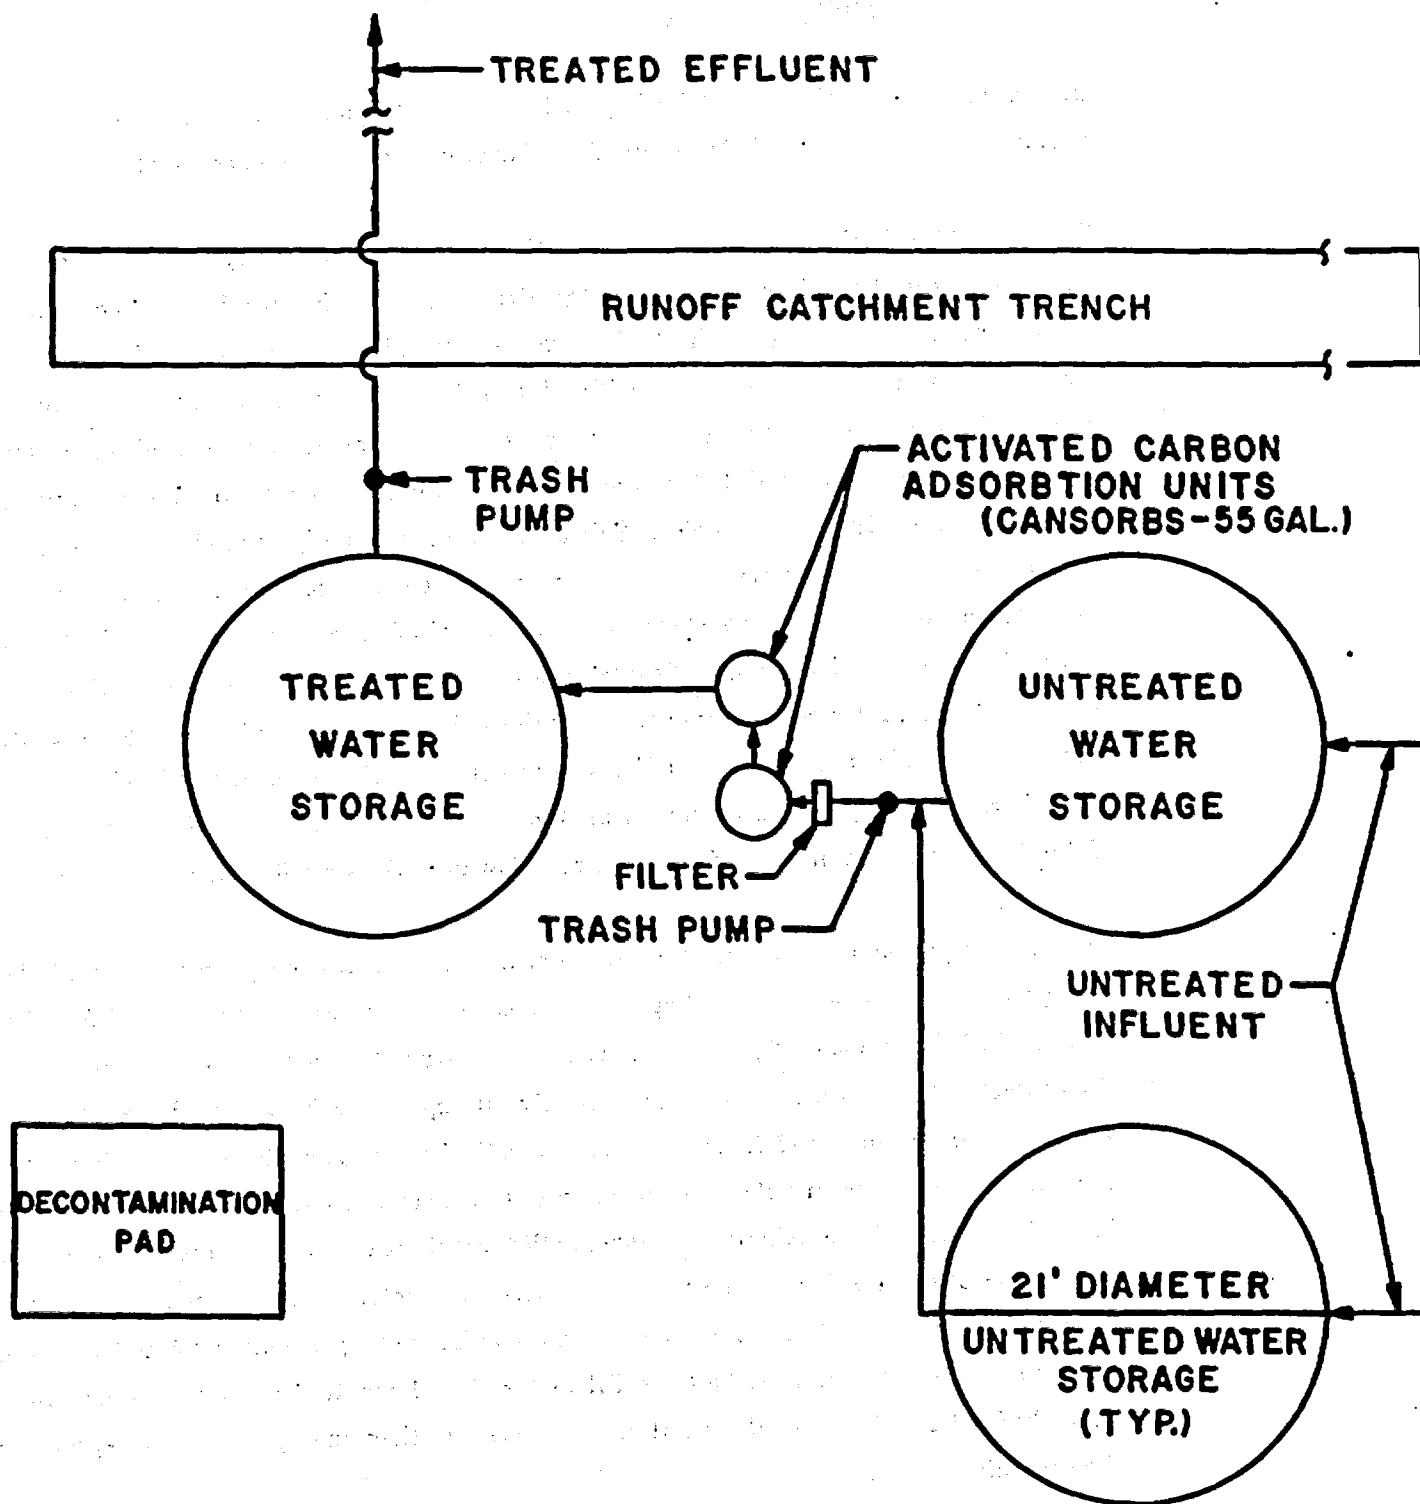 TREATED EFFLUENT
RUNOFF CATCHMENT TRENCH
ACTIVATED CARBON
ADSORBTION UNITS
(CANSORBS-55 GAL.)
TRASH
PUMP
TREATED
WATER
STORAGE
UNTREATED
WATER
STORAGE
FILTER
TRASH PUMP
UNTREATED
INFLUENT
DECONTAMINATION
PAD
21' DIAMETER
UNTREATED WATER
STORAGE
(TYP.)